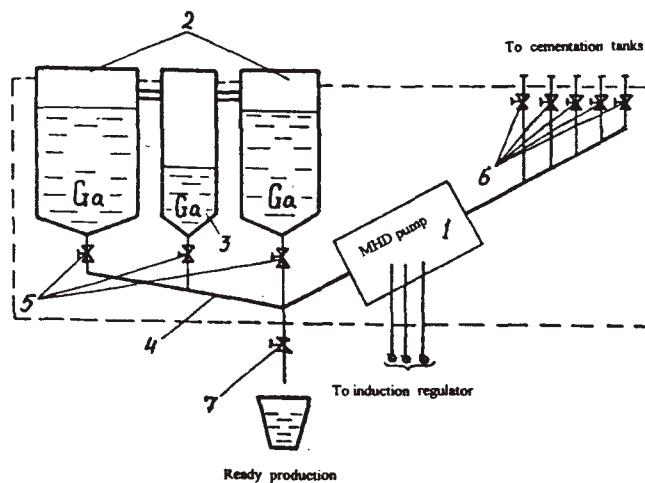 2
To cementation tanks
Ga
Ga
Ga
3
6
MHD pump
1
5
4
7
To induction regulator
Ready production